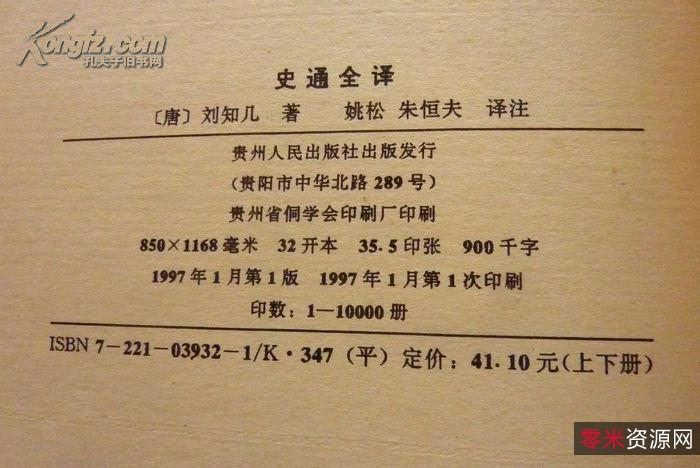 Kongfz.com
孔夫子旧书网
史通全译
〔唐〕刘知几 著 姚松 朱恒夫 译注
贵州人民出版社出版发行
(贵阳市中华北路289号)
贵州省侗学会印刷厂印刷
850×1168毫米 32开本 35.5印张 900千字
1997年1月第1版 1997年1月第1次印刷
印数：1—10000册
ISBN 7-221-03932-1/K·347（平）定价：41.10元(上下册)
零米资源网